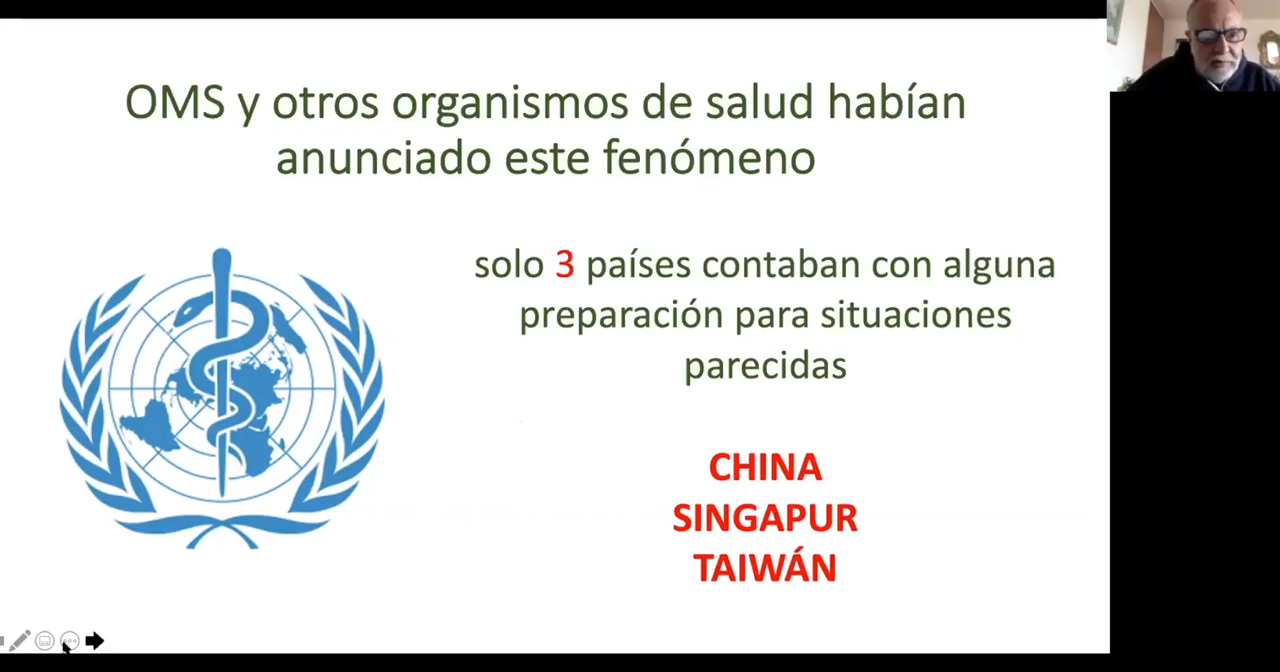 OMS y otros organismos de salud habían
anunciado este fenómeno
solo 3 países contaban con alguna
preparación para situaciones
parecidas
CHINA
SINGAPUR
TAIWÁN